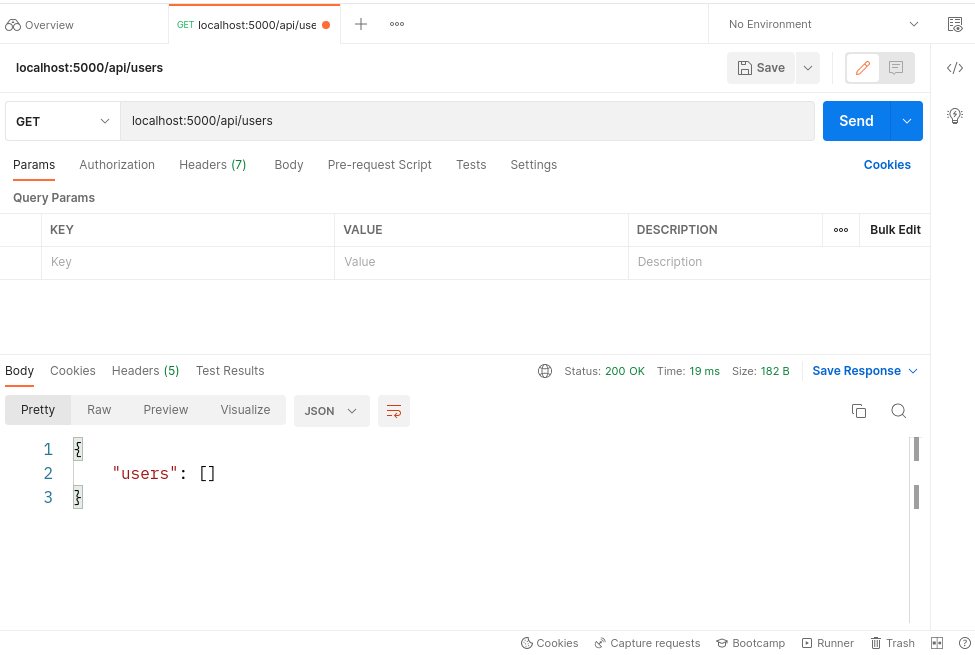 Overview
GET localhost:5000/api/use
No Environment
localhost:5000/api/users
Save
GET localhost:5000/api/users Send
Params Authorization Headers (7) Body Pre-request Script Tests Settings Cookies
Query Params
KEY VALUE DESCRIPTION Bulk Edit
Key Value Description
Body Cookies Headers (5) Test Results Status: 200 OK Time: 19 ms Size: 182 B Save Response
Pretty Raw Preview Visualize JSON
1 {
2 "users": []
3 }
Cookies Capture requests Bootcamp Runner Trash